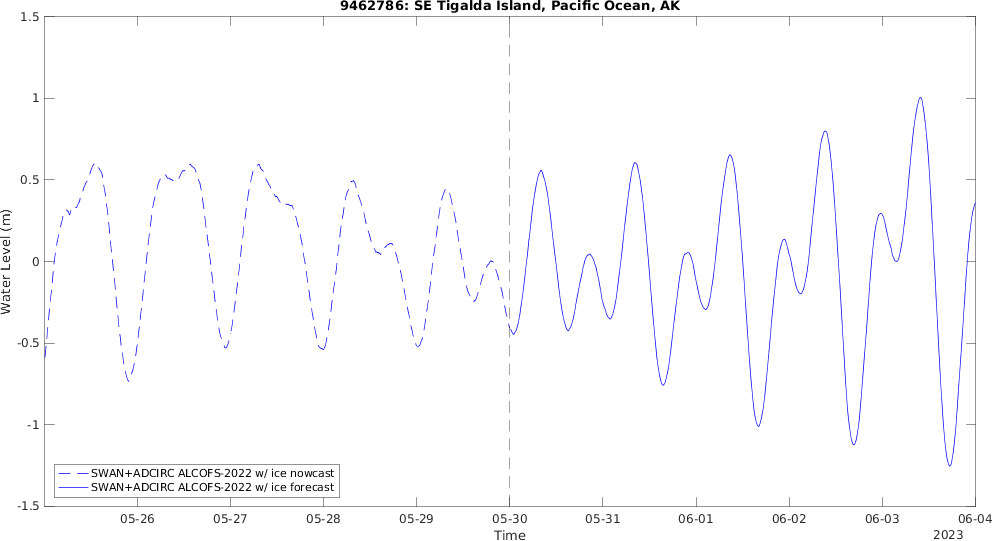 9462786: SE Tigalda Island, Pacific Ocean, AK
1.5
1
0.5
0
-0.5
-1
-1.5
Water Level (m)
SWAN+ADCIRC ALCOFS-2022 w/ ice nowcast
SWAN+ADCIRC ALCOFS-2022 w/ ice forecast
05-26 05-27 05-28 05-29 05-30 05-31 06-01 06-02 06-03 06-04
Time
2023